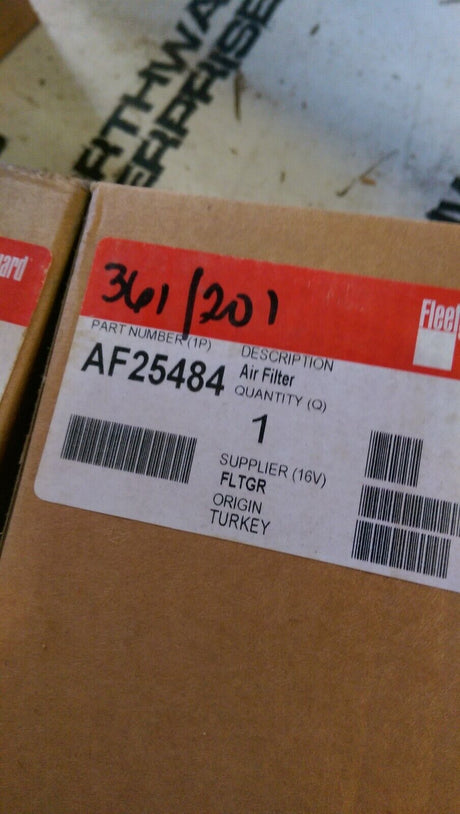 361/201
Fleet
PART NUMBER (1P)
AF25484
DESCRIPTION
Air Filter
QUANTITY (Q)
1
SUPPLIER (16V)
FLTGR
ORIGIN
TURKEY